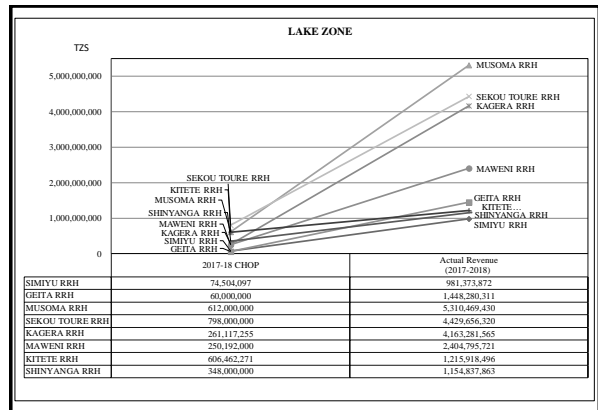 LAKE ZONE
TZS
5,000,000,000
4,000,000,000
3,000,000,000
2,000,000,000
1,000,000,000
0
SEKOU TOURE RRH
KITETE RRH
MUSOMA RRH
SHINYANGA RRH
MAWENI RRH
KAGERA RRH
SIMIYU RRH
GEITA RRH
MUSOMA RRH
SEKOU TOURE RRH
KAGERA RRH
MAWENI RRH
GEITA RRH
KITETE...
SHINYANGA RRH
SIMIYU RRH
2017-18 CHOP Actual Revenue
(2017-2018)
SIMIYU RRH 74,504,097 981,373,872
GEITA RRH 60,000,000 1,448,280,311
MUSOMA RRH 612,000,000 5,310,469,430
SEKOU TOURE RRH 798,000,000 4,429,656,320
KAGERA RRH 261,117,255 4,163,281,565
MAWENI RRH 250,192,000 2,404,795,721
KITETE RRH 606,462,271 1,215,918,496
SHINYANGA RRH 348,000,000 1,154,837,863